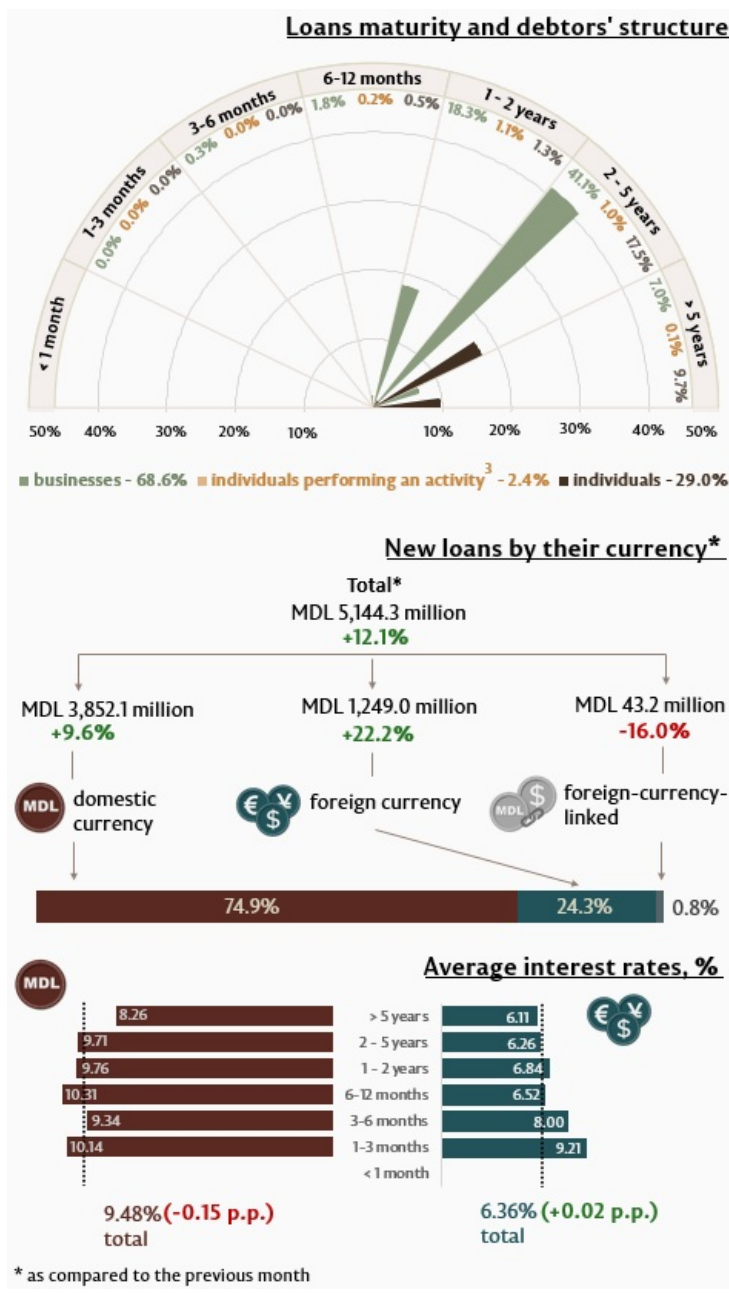 Loans maturity and debtors' structure
< 1 month
1-3 months
3-6 months
6-12 months
1 - 2 years
2 - 5 years
> 5 years
0.0% 0.0% 0.0%
0.3% 0.0% 0.0%
1.8% 0.2% 0.5%
18.3% 1.1% 1.3%
41.1% 1.0% 17.5%
7.0% 0.1% 9.7%
50% 40% 30% 20% 10% 10% 20% 30% 40% 50%
businesses - 68.6% individuals performing an activity3 - 2.4% individuals - 29.0%
New loans by their currency*
Total*
MDL 5,144.3 million
+12.1%
MDL 3,852.1 million MDL 1,249.0 million MDL 43.2 million
+9.6% +22.2% -16.0%
MDL domestic currency
€ ¥ $ foreign currency
MDL $ foreign-currency-linked
74.9% 24.3% 0.8%
Average interest rates, %
MDL
€ ¥ $
8.26 > 5 years 6.11
9.71 2 - 5 years 6.26
9.76 1 - 2 years 6.84
10.31 6-12 months 6.52
9.34 3-6 months 8.00
10.14 1-3 months 9.21
< 1 month
9.48% (-0.15 p.p.) 6.36% (+0.02 p.p.)
total total
* as compared to the previous month